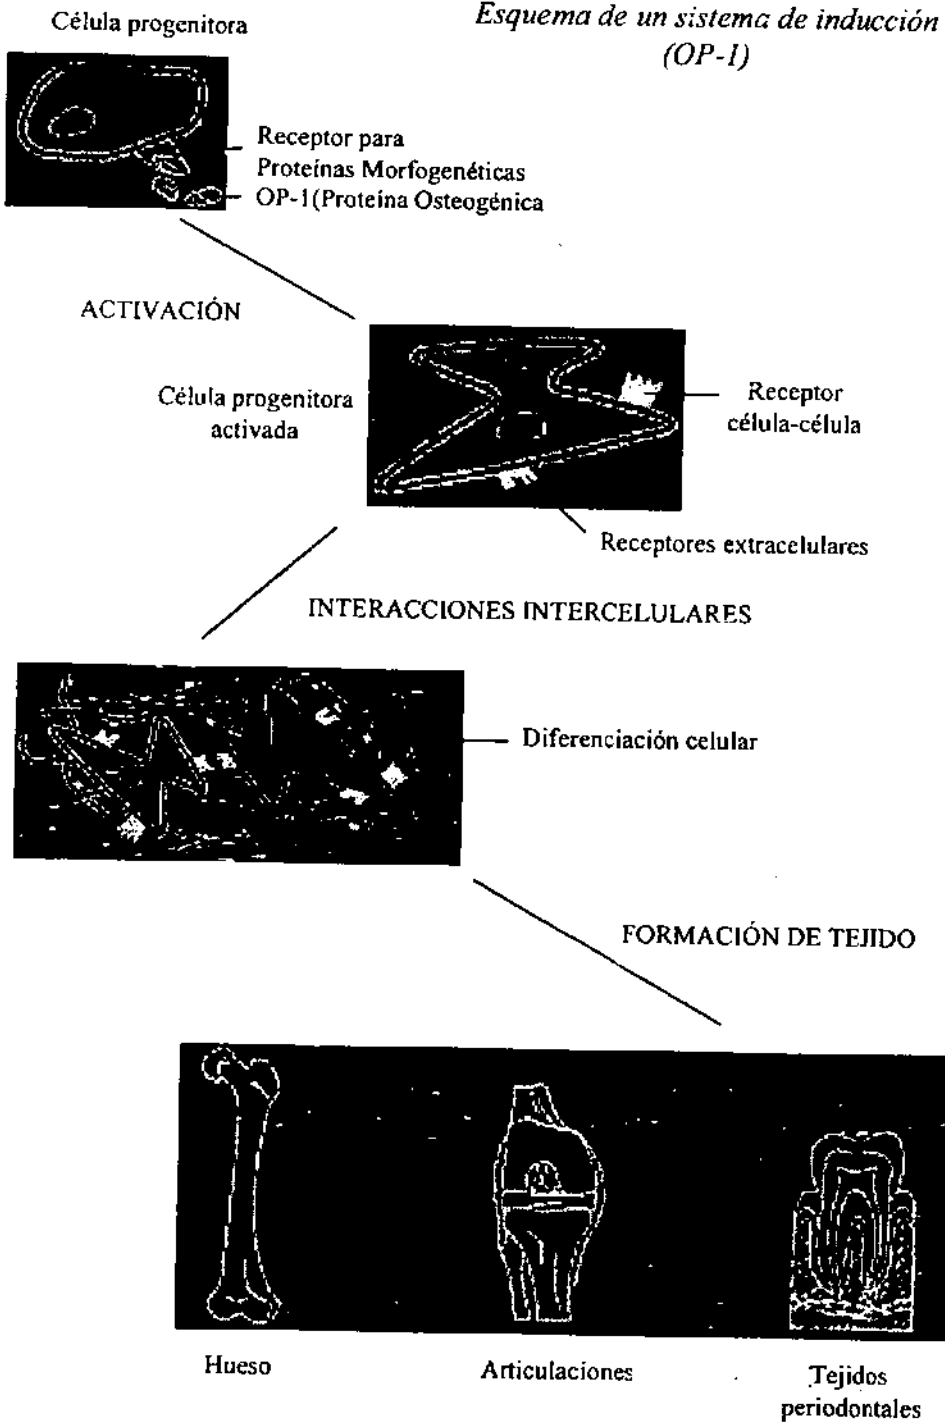 Esquema de un sistema de inducción
(OP-1)
Célula progenitora
Receptor para
Proteínas Morfogenéticas
OP-1(Proteína Osteogénica
ACTIVACIÓN
Célula progenitora
activada
Receptor
célula-célula
Receptores extracelulares
INTERACCIONES INTERCELULARES
Diferenciación celular
FORMACIÓN DE TEJIDO
Hueso
Articulaciones
Tejidos
periodontales